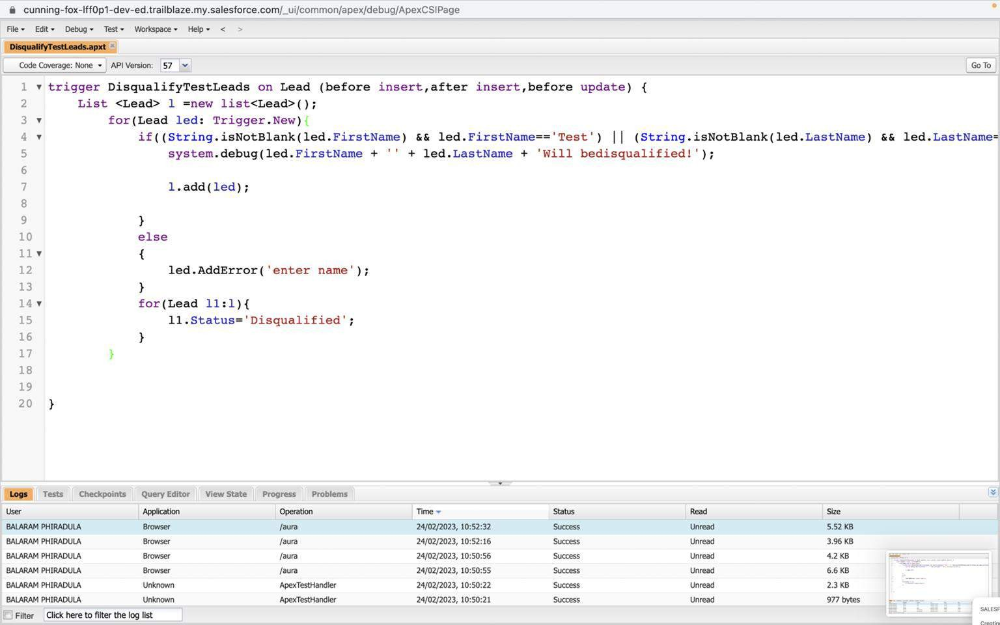 cunning-fox-lff0p1-dev-ed.trailblaze.my.salesforce.com/_ui/common/apex/debug/ApexCSIPage
File Edit Debug Test Workspace Help < >
DisqualifyTestLeads.apxt
Code Coverage: None API Version: 57 Go To
1 trigger DisqualifyTestLeads on Lead (before insert,after insert,before update) {
2 List <Lead> l =new list<Lead>();
3 for(Lead led: Trigger.New){
4 if((String.isNotBlank(led.FirstName) && led.FirstName=='Test') || (String.isNotBlank(led.LastName) && led.LastName=
5 system.debug(led.FirstName + '' + led.LastName + 'Will bedisqualified!');
6
7 l.add(led);
8
9 }
10 else
11 {
12 led.AddError('enter name');
13 }
14 for(Lead l1:l){
15 l1.Status='Disqualified';
16 }
17 }
18
19
20 }
Logs Tests Checkpoints Query Editor View State Progress Problems
User Application Operation Time Status Read Size
BALARAM PHIRADULA Browser /aura 24/02/2023, 10:52:32 Success Unread 5.52 KB
BALARAM PHIRADULA Browser /aura 24/02/2023, 10:52:16 Success Unread 3.96 KB
BALARAM PHIRADULA Browser /aura 24/02/2023, 10:50:56 Success Unread 4.2 KB
BALARAM PHIRADULA Browser /aura 24/02/2023, 10:50:55 Success Unread 6.6 KB
BALARAM PHIRADULA Unknown ApexTestHandler 24/02/2023, 10:50:22 Success Unread 2.3 KB
BALARAM PHIRADULA Unknown ApexTestHandler 24/02/2023, 10:50:21 Success Unread 977 bytes
Filter Click here to filter the log list
SALESF